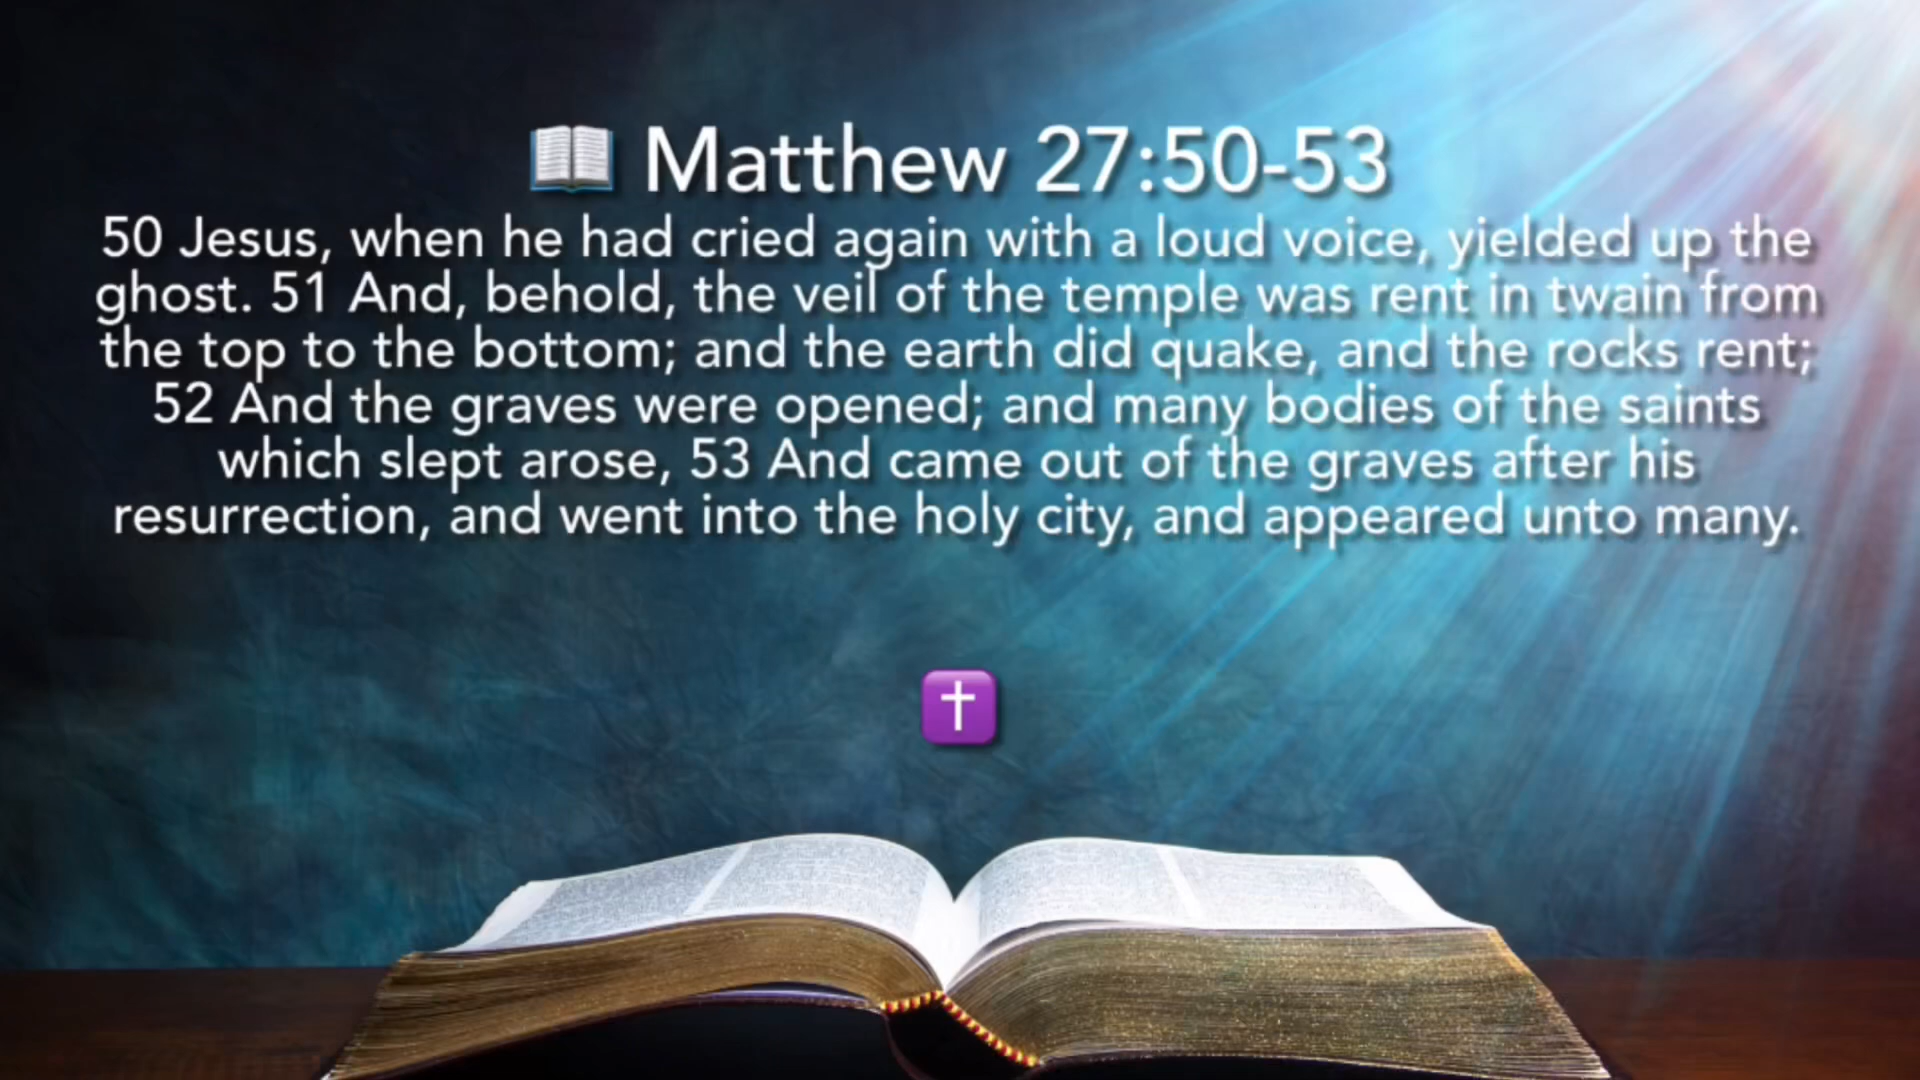 📖 Matthew 27:50-53
50 Jesus, when he had cried again with a loud voice, yielded up the
ghost. 51 And, behold, the veil of the temple was rent in twain from
the top to the bottom; and the earth did quake, and the rocks rent;
52 And the graves were opened; and many bodies of the saints
which slept arose, 53 And came out of the graves after his
resurrection, and went into the holy city, and appeared unto many.
✝️